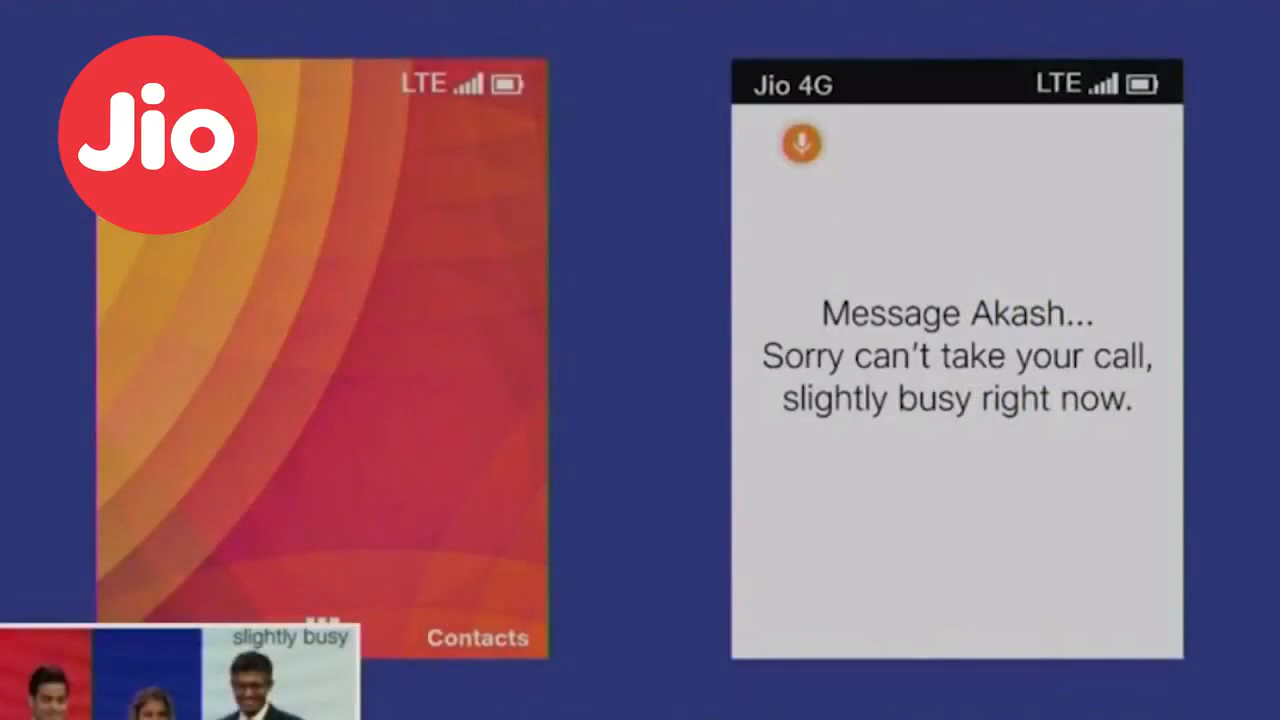 Jio
LTE
Contacts
Jio 4G
LTE
Message Akash...
Sorry can't take your call,
slightly busy right now.
slightly busy